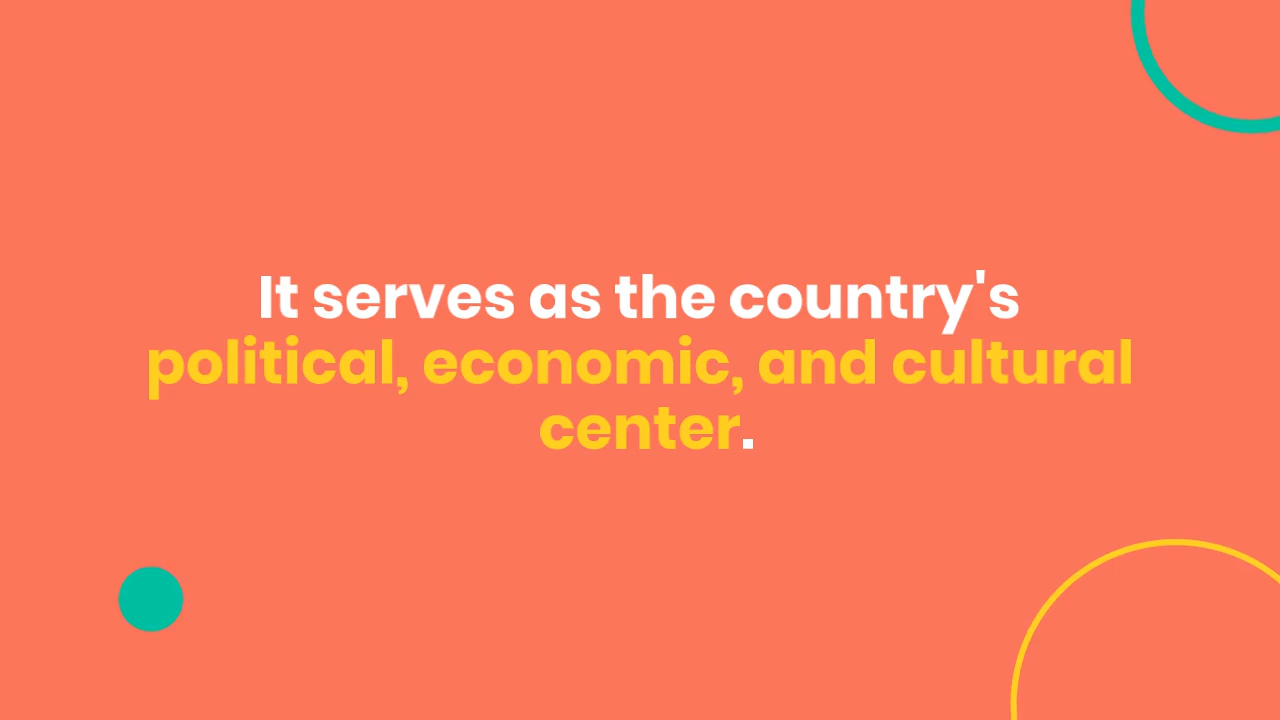 It serves as the country's
political, economic, and cultural
center.